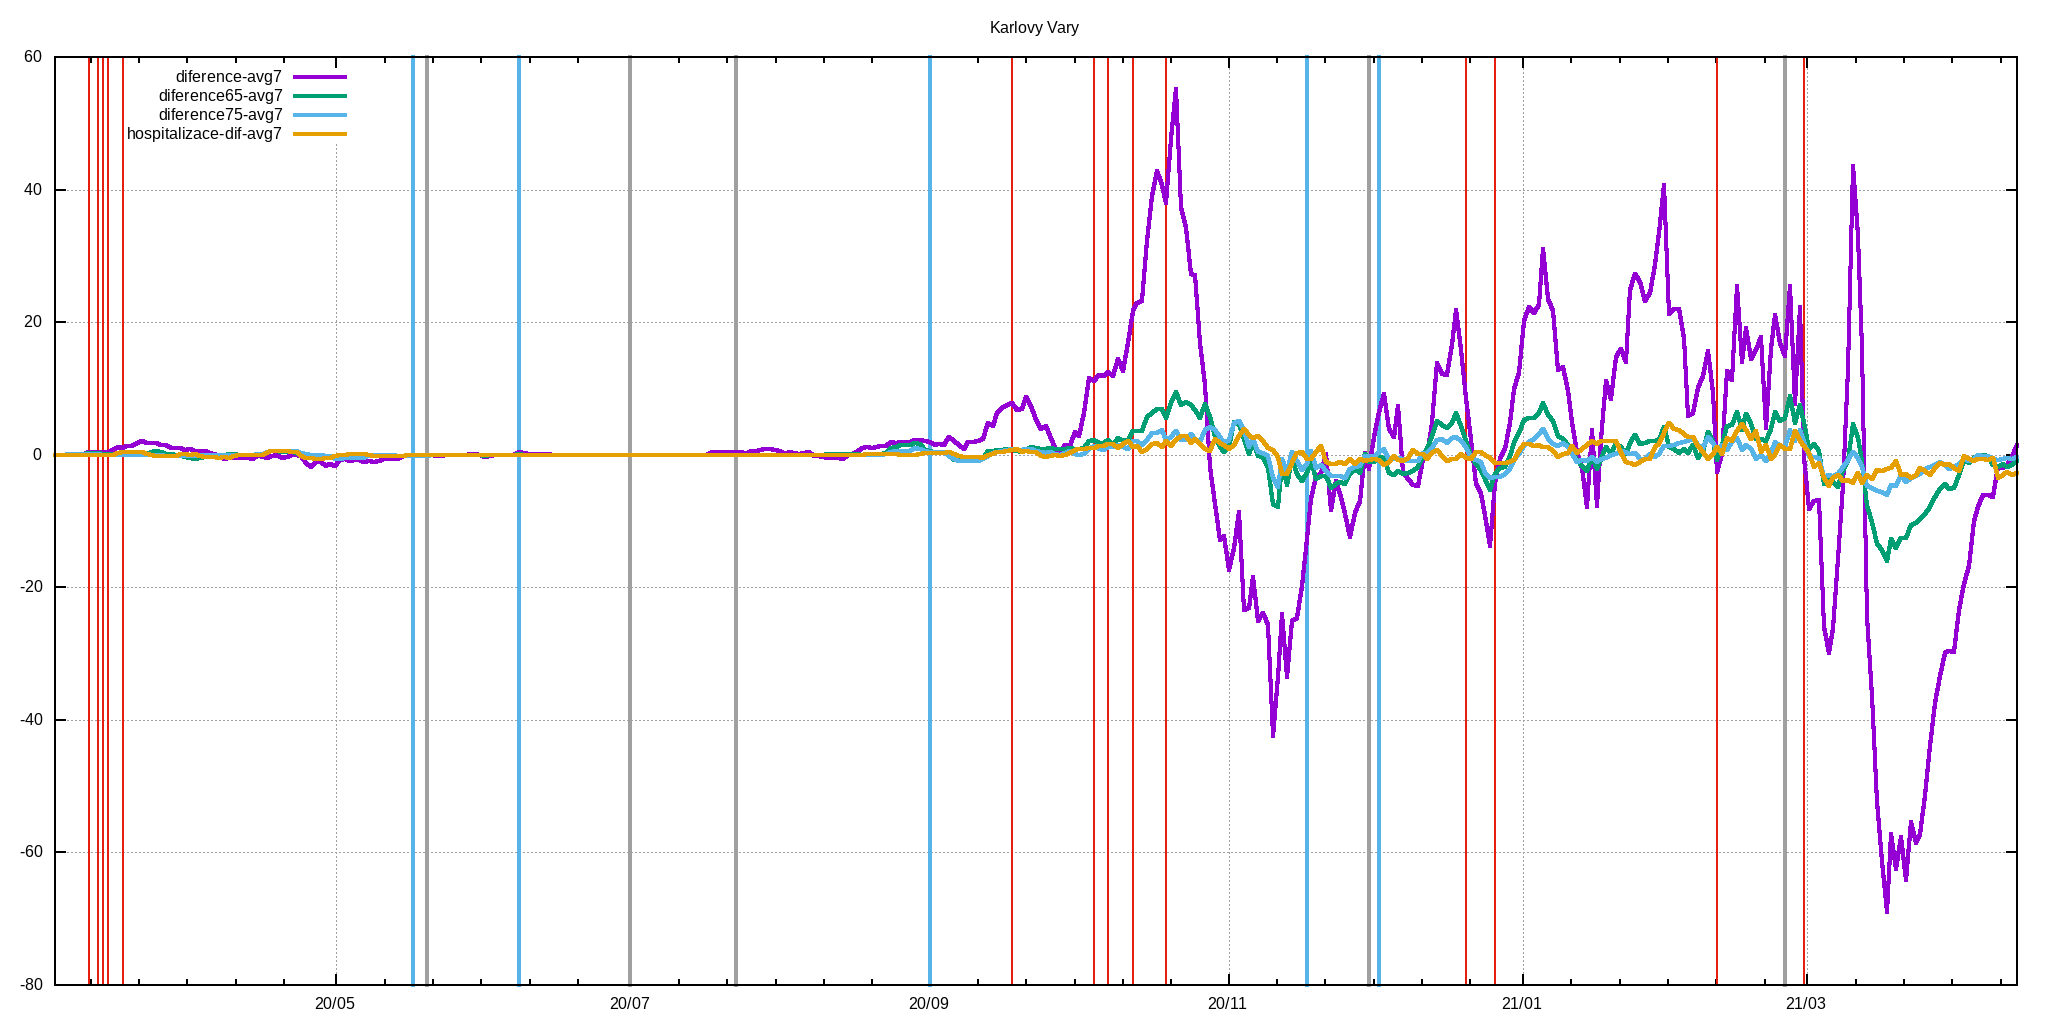 Karlovy Vary
60
diference-avg7
diference65-avg7
diference75-avg7
hospitalizace-dif-avg7
40
20
0
-20
-40
-60
-80
20/05 20/07 20/09 20/11 21/01 21/03